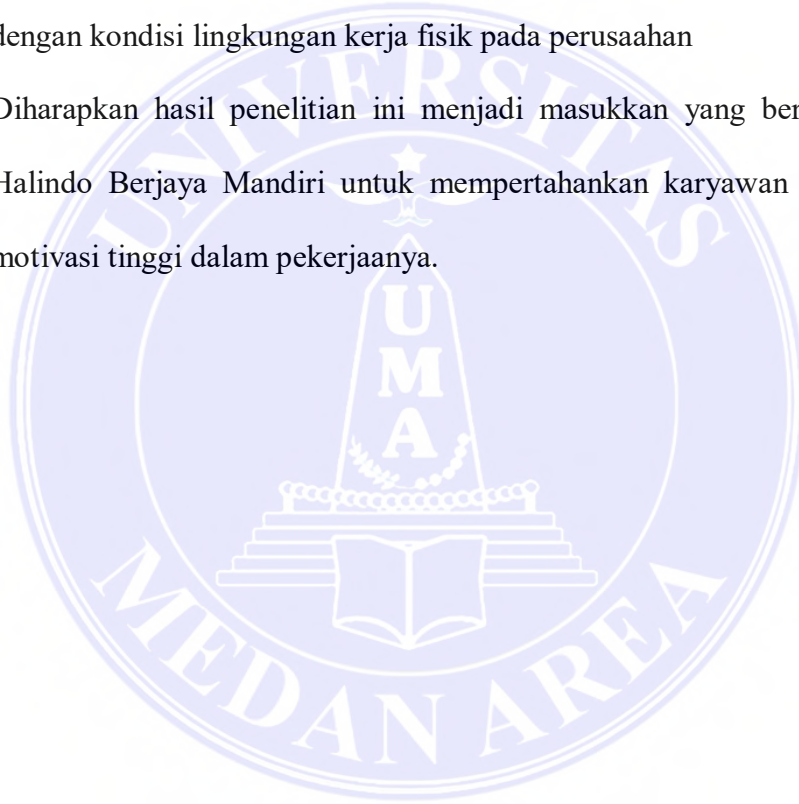 dengan kondisi lingkungan kerja fisik pada perusaahan
Diharapkan hasil penelitian ini menjadi masukkan yang ber
Halindo Berjaya Mandiri untuk mempertahankan karyawan
motivasi tinggi dalam pekerjaanya.
UNIVERSITAS
U
M
A
MEDAN AREA